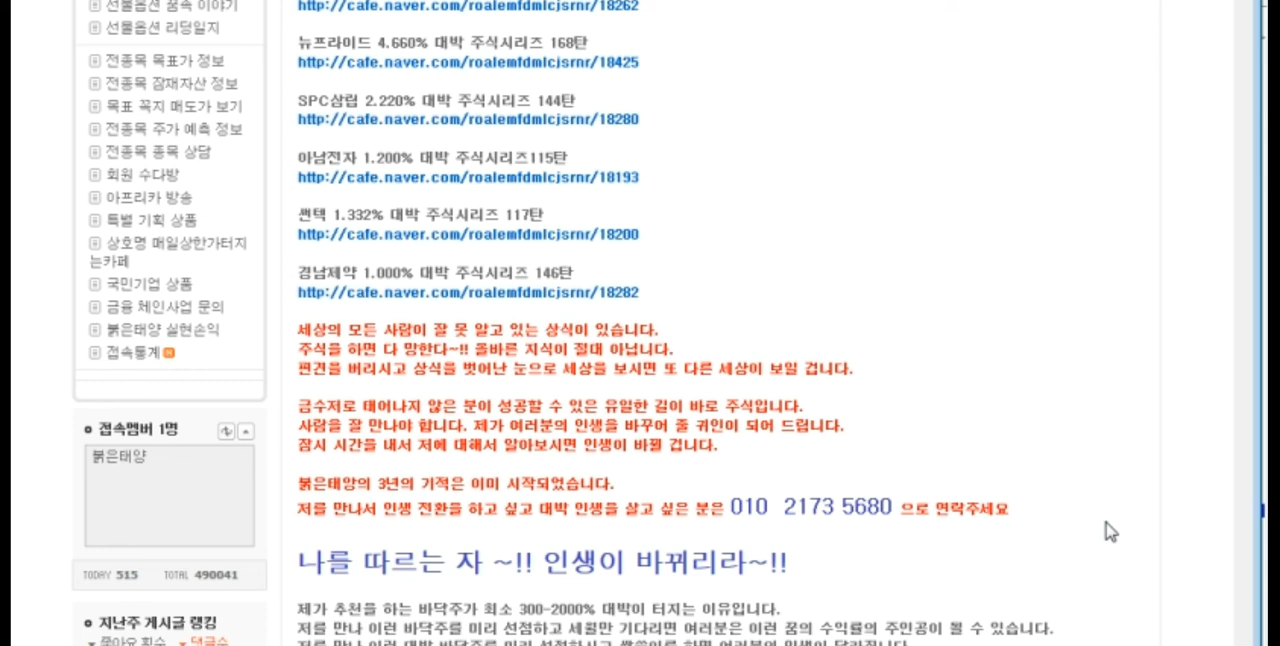 선물옵션 꿈속 이야기
선물옵션 리딩일지
전종목 목표가 정보
전종목 잠재자산 정보
목표 꼭지 매도가 보기
전종목 주가 예측 정보
전종목 종목 상담
회원 수다방
아프리카 방송
특별 기획 상품
상호명 매일상한가터지
는카페
국민기업 상품
금융 체인사업 문의
붉은태양 실현손익
접속통계
접속멤버 1명
붉은태양
TODAY 515 TOTAL 490041
지난주 게시글 랭킹
좋아요 횟수 댓글수
http://cafe.naver.com/roalemfdmlcjsrnr/18262
뉴프라이드 4.660% 대박 주식시리즈 168탄
http://cafe.naver.com/roalemfdmlcjsrnr/18425
SPC삼립 2.220% 대박 주식시리즈 144탄
http://cafe.naver.com/roalemfdmlcjsrnr/18280
아남전자 1.200% 대박 주식시리즈115탄
http://cafe.naver.com/roalemfdmlcjsrnr/18193
썬텍 1.332% 대박 주식시리즈 117탄
http://cafe.naver.com/roalemfdmlcjsrnr/18200
경남제약 1.000% 대박 주식시리즈 146탄
http://cafe.naver.com/roalemfdmlcjsrnr/18282
세상의 모든 사람이 잘 못 알고 있는 상식이 있습니다.
주식을 하면 다 망한다~!! 올바른 지식이 절대 아닙니다.
편견을 버리시고 상식을 벗어난 눈으로 세상을 보시면 또 다른 세상이 보일 겁니다.
금수저로 태어나지 않은 분이 성공할 수 있은 유일한 길이 바로 주식입니다.
사람을 잘 만나야 합니다. 제가 여러분의 인생을 바꾸어 줄 귀인이 되어 드립니다.
잠시 시간을 내서 저에 대해서 알아보시면 인생이 바뀔 겁니다.
붉은태양의 3년의 기적은 이미 시작되었습니다.
저를 만나서 인생 전환을 하고 싶고 대박 인생을 살고 싶은 분은 010 2173 5680 으로 연락주세요
나를 따르는 자 ~!! 인생이 바뀌리라~!!
제가 추천을 하는 바닥주가 최소 300-2000% 대박이 터지는 이유입니다.
저를 만나 이런 바닥주를 미리 선점하고 세월만 기다리면 여러분은 이런 꿈의 수익률의 주인공이 될 수 있습니다.